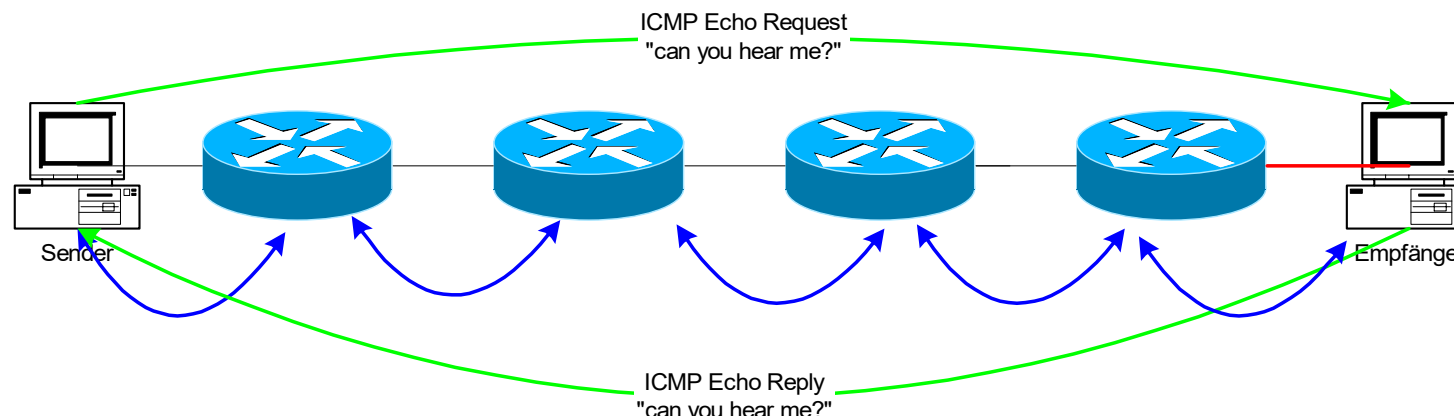 ICMP Echo Request
"can you hear me?"
Sender
Empfänge
ICMP Echo Reply
"can you hear me?"